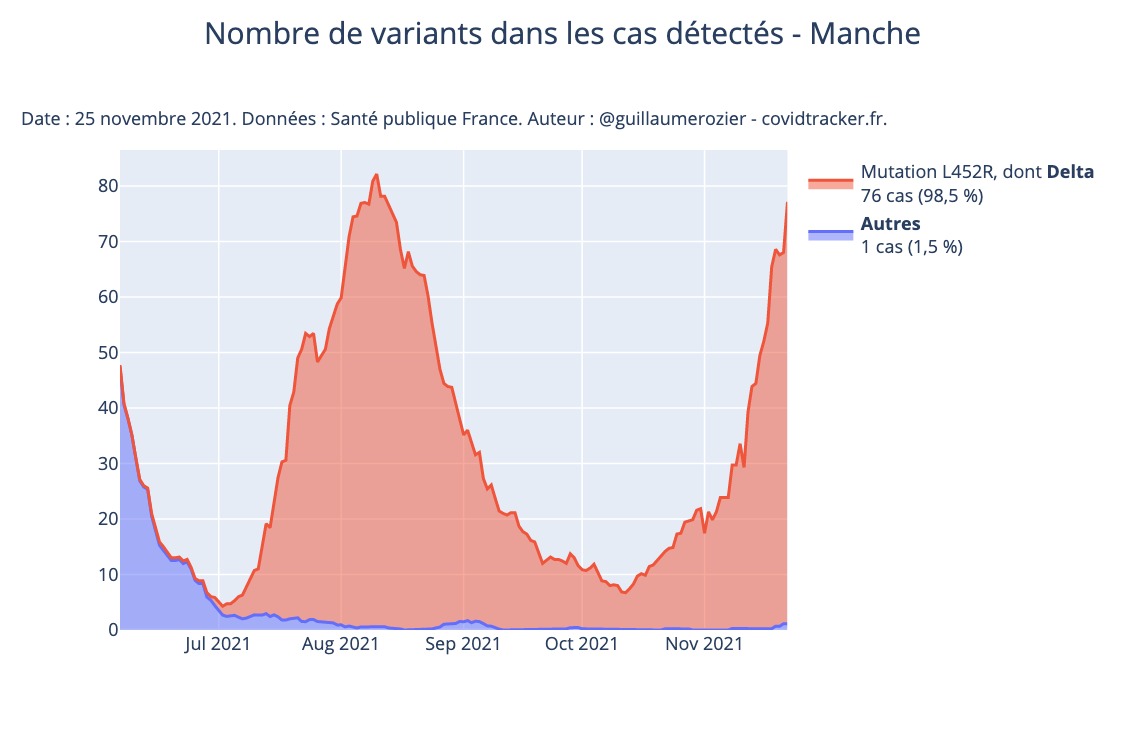 Nombre de variants dans les cas détectés - Manche
Date : 25 novembre 2021. Données : Santé publique France. Auteur : @guillaumerozier - covidtracker.fr.
Mutation L452R, dont Delta
76 cas (98,5 %)
Autres
1 cas (1,5 %)
80
70
60
50
40
30
20
10
0
Jul 2021 Aug 2021 Sep 2021 Oct 2021 Nov 2021